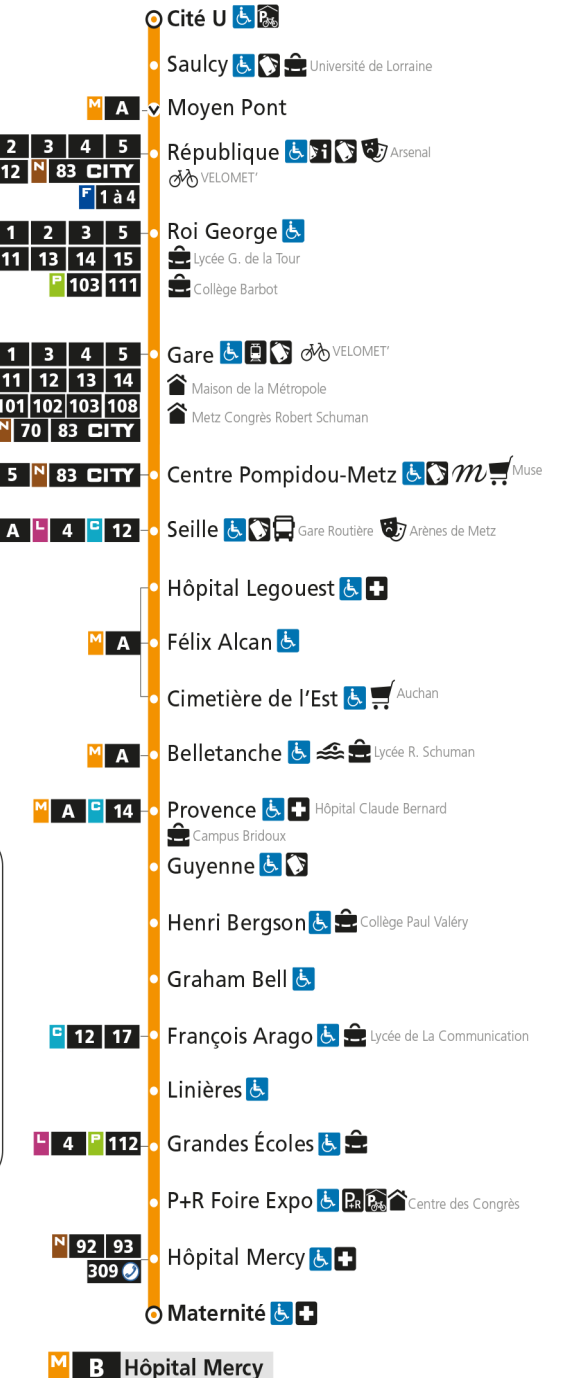 Cité U
Saulcy Université de Lorraine
M A Moyen Pont
2 3 4 5 République i Arsenal
12 N 83 CITY VELOMET'
F 1 à 4
1 2 3 5 Roi George
11 13 14 15 Lycée G. de la Tour
P 103 111 Collège Barbot
1 3 4 5 Gare VELOMET'
11 12 13 14 Maison de la Métropole
101 102 103 108 Metz Congrès Robert Schuman
N 70 83 CITY
5 N 83 CITY Centre Pompidou-Metz m Muse
A L 4 C 12 Seille Gare Routière Arènes de Metz
Hôpital Legouest
M A Félix Alcan
Cimetière de l'Est Auchan
M A Belletanche Lycée R. Schuman
M A C 14 Provence Hôpital Claude Bernard
Campus Bridoux
Guyenne
Henri Bergson Collège Paul Valéry
Graham Bell
C 12 17 François Arago Lycée de La Communication
Linières
L 4 P 112 Grandes Écoles
P+R Foire Expo P+R P Centre des Congrès
N 92 93 Hôpital Mercy
309
Maternité
M B Hôpital Mercy